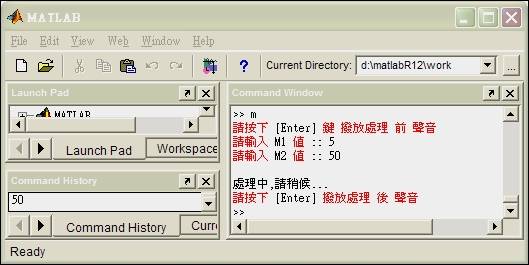 MATLAB
File Edit View Web Window Help
? Current Directory: d:\matlabR12\work ...
Launch Pad
MATLAB
Launch Pad Workspace
Command History
50
Command History Curre
Command Window
>> m
請按下 [Enter] 鍵 撥放處理 前 聲音
請輸入 M1 值 :: 5
請輸入 M2 值 :: 50
處理中,請稍候...
請按下 [Enter] 撥放處理 後 聲音
>>
Ready